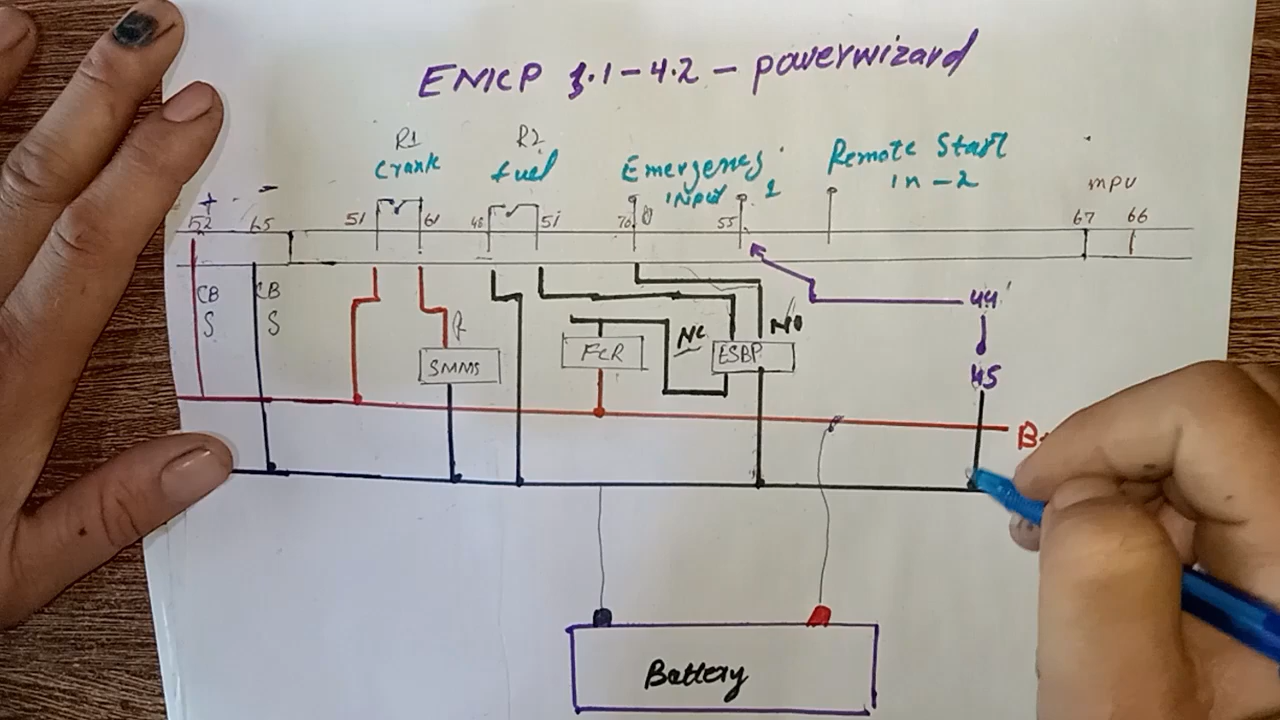 EMCP 3.1-4.2 - powerwizard
R1
Crank
R2
fuel
Emergency
input 1
Remote Start
in-2
MPU
+
-
52
65
51
61
48
51
70
55
67
66
CB
S
CB
S
SMMS
FCR
NC
NO
ESBP
44
45
B+
Battery